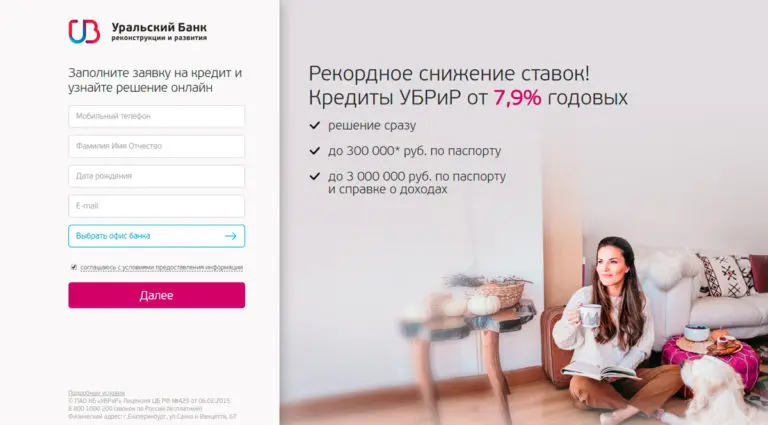 Уральский Банк
реконструкции и развития
Заполните заявку на кредит и
узнайте решение онлайн
Мобильный телефон
Фамилия Имя Отчество
Дата рождения
E-mail
Выбрать офис банка
соглашаюсь с условиями предоставления информации
Далее
Подробные условия
© ПАО КБ «УБРиР» Лицензия ЦБ РФ №429 от 06.02.2015
8 800 1000 200 (звонок по России бесплатный)
Физический адрес: г.Екатеринбург, ул.Сакко и Ванцетти, 67
Рекордное снижение ставок!
Кредиты УБРиР от 7,9% годовых
решение сразу
до 300 000* руб. по паспорту
до 3 000 000 руб. по паспорту
и справке о доходах